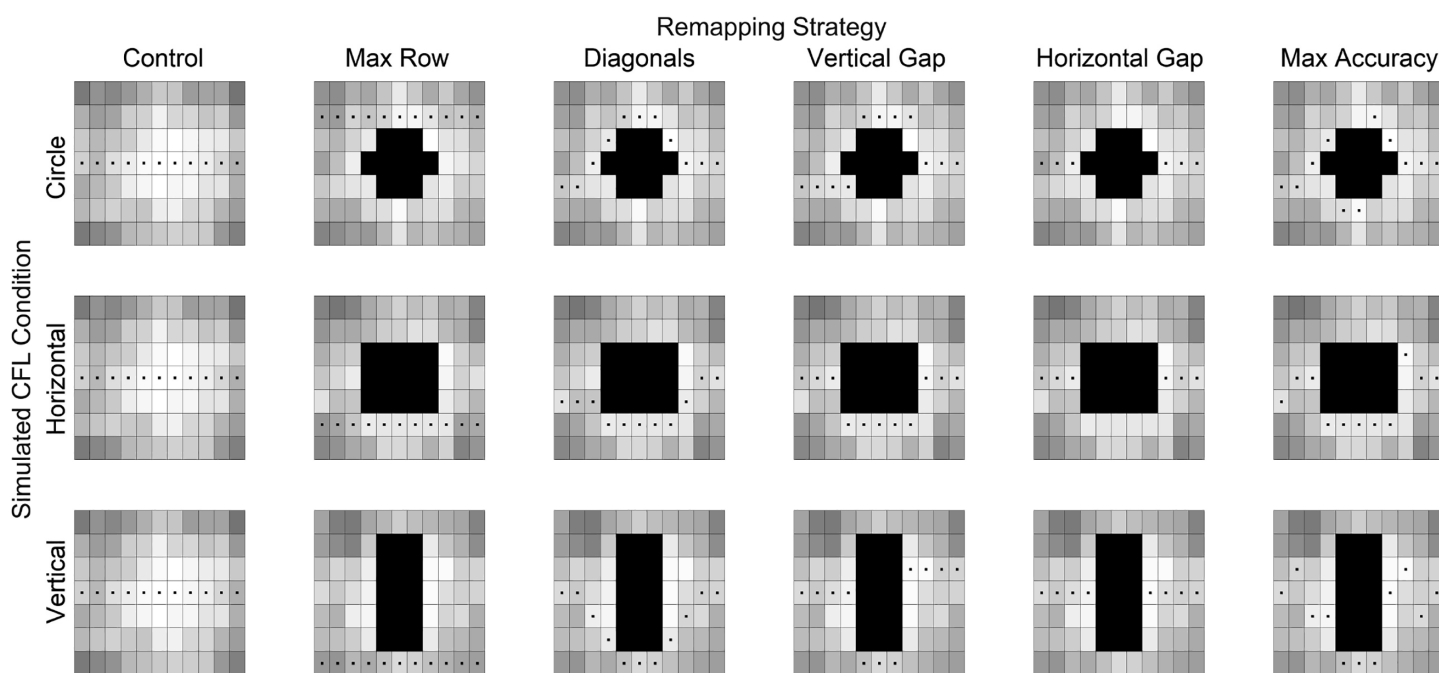 Remapping Strategy
Control Max Row Diagonals Vertical Gap Horizontal Gap Max Accuracy
Simulated CFL Condition
Circle
Horizontal
Vertical